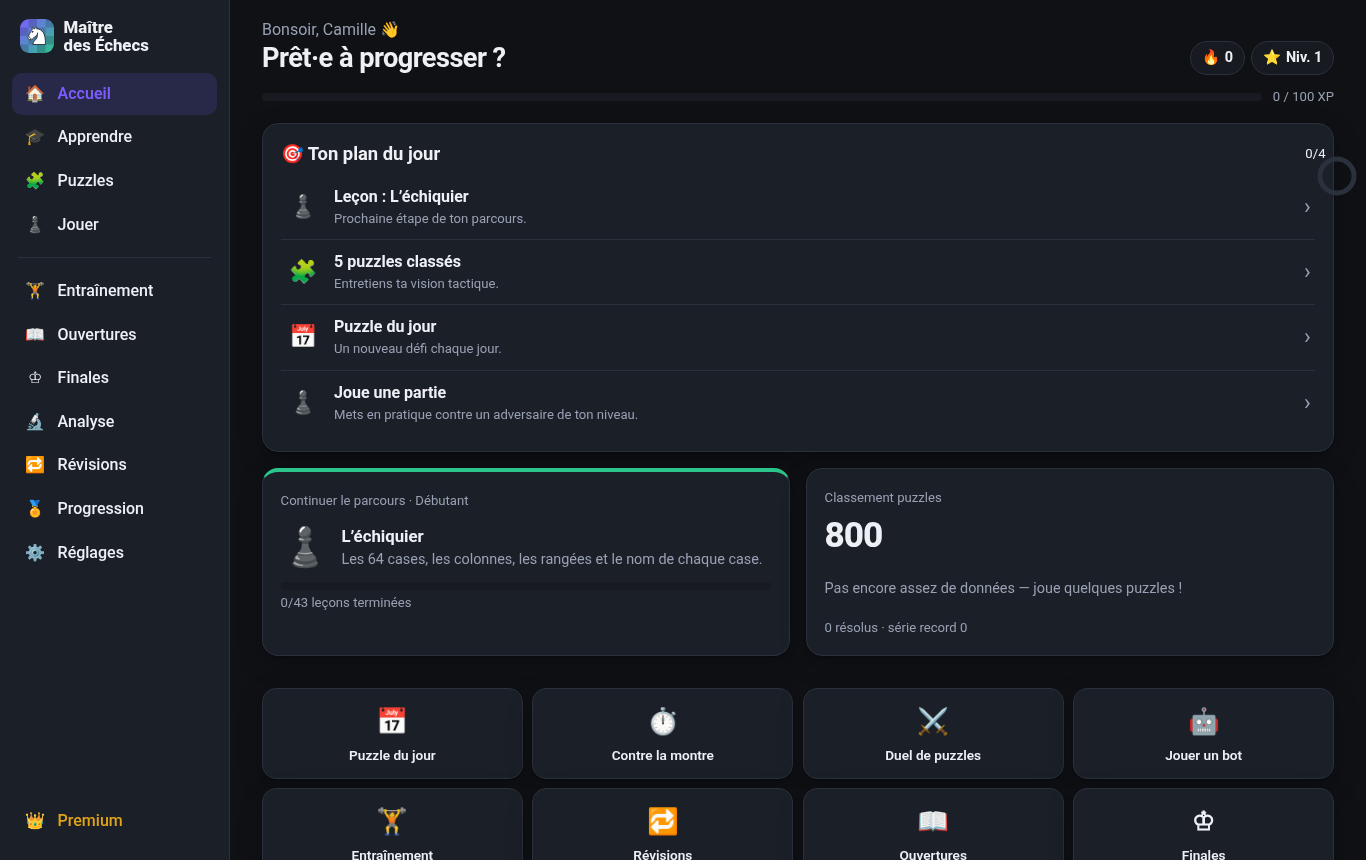 Maître
des Échecs
Accueil
Apprendre
Puzzles
Jouer
Entraînement
Ouvertures
Finales
Analyse
Révisions
Progression
Réglages
Premium
Bonsoir, Camille 👋
Prêt·e à progresser ?
🔥 0
⭐ Niv. 1
0 / 100 XP
🎯 Ton plan du jour
0/4
Leçon : L’échiquier
Prochaine étape de ton parcours.
5 puzzles classés
Entretiens ta vision tactique.
Puzzle du jour
Un nouveau défi chaque jour.
Joue une partie
Mets en pratique contre un adversaire de ton niveau.
Continuer le parcours · Débutant
L’échiquier
Les 64 cases, les colonnes, les rangées et le nom de chaque case.
0/43 leçons terminées
Classement puzzles
800
Pas encore assez de données — joue quelques puzzles !
0 résolus · série record 0
Puzzle du jour
Contre la montre
Duel de puzzles
Jouer un bot
Entraînement
Révisions
Ouvertures
Finales